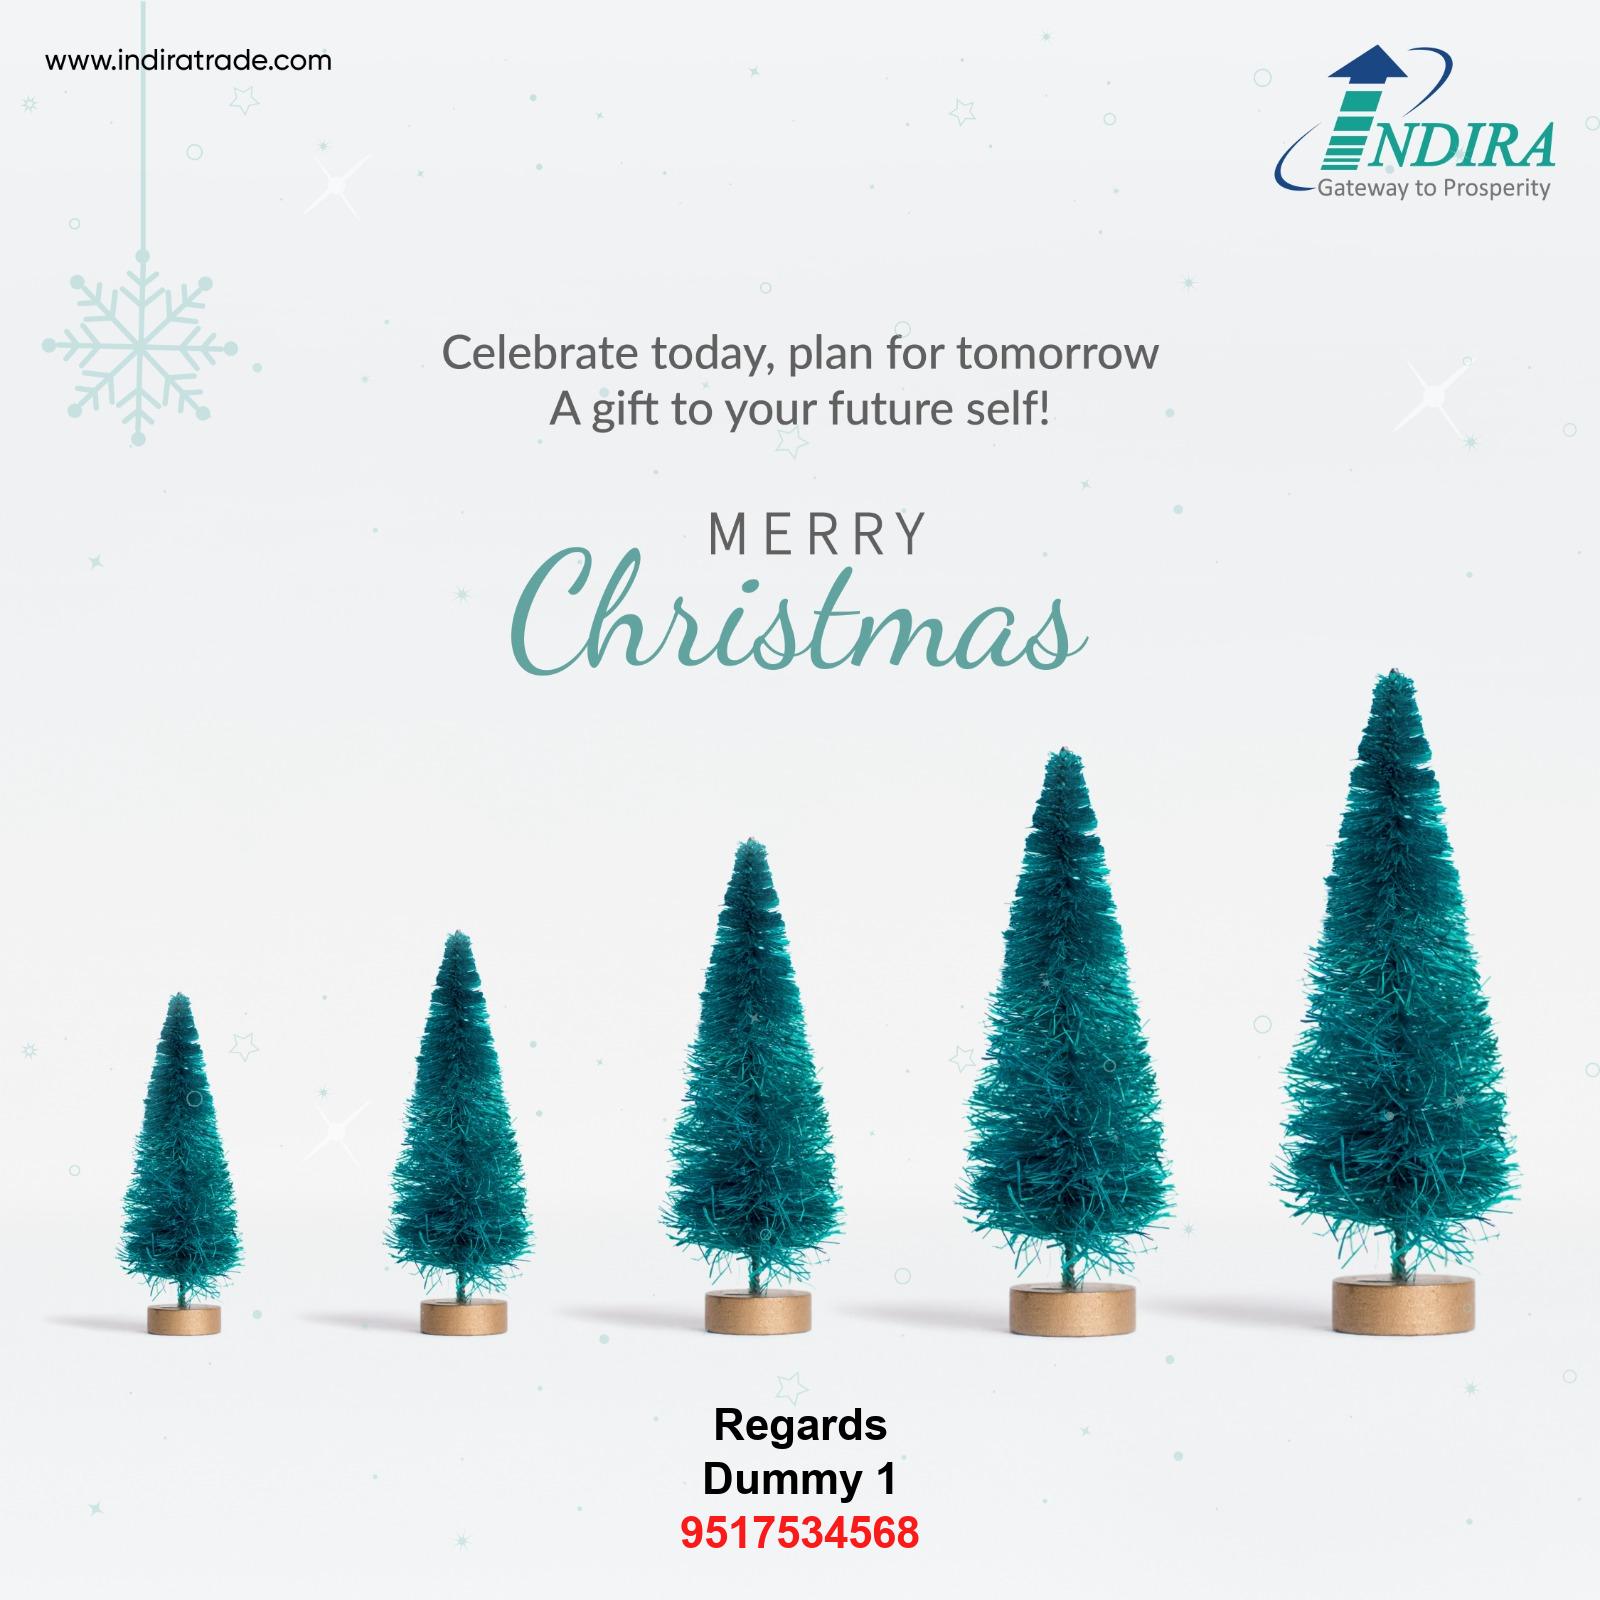 www.indiratrade.com
INDIRA
Gateway to Prosperity
Celebrate today, plan for tomorrow
A gift to your future self!
MERRY
Christmas
Regards
Dummy 1
9517534568